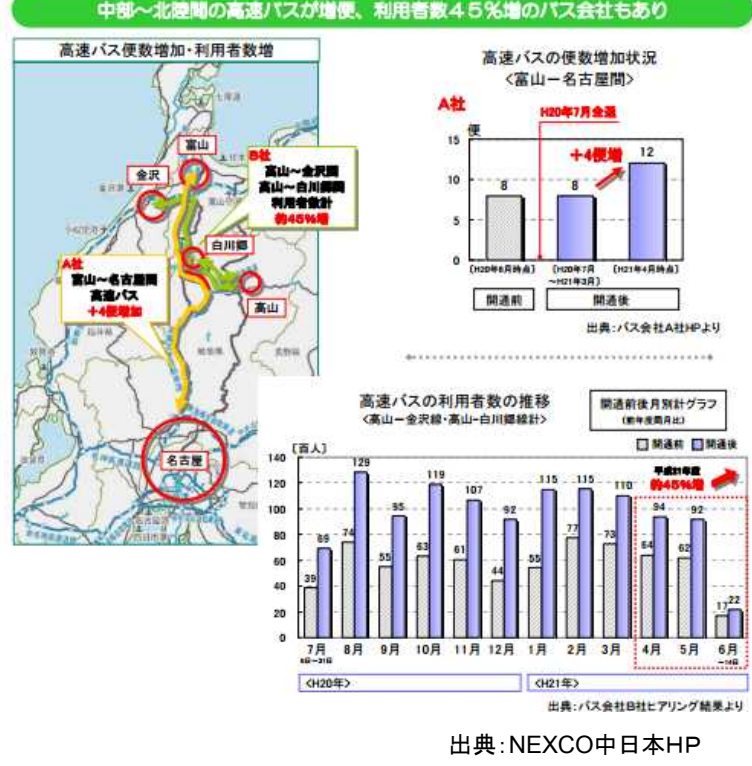 中部～北陸間の高速バスが増便、利用者数45%増のバス会社もあり
高速バス便数増加・利用者数増
富山
金沢
B社
高山～金沢間
高山～白川郷間
利用者数計
約45%増
白川郷
A社
富山～名古屋間
高速バス
+4便増加
高山
名古屋
高速バスの便数増加状況
<富山－名古屋間>
A社
H20年7月全通
便
15
10
5
0
8
8
+4便増
12
(H20年6月時点)
(H20年7月
～H21年3月)
(H21年4月時点)
開通前
開通後
出典：バス会社A社HPより
高速バスの利用者数の推移
<高山－金沢線・高山－白川郷線計>
開通前後月別計グラフ
(前年度同月比)
開通前 開通後
[百人]
平成21年度
約45%増
140
120
100
80
60
40
20
0
39 69 74 129 55 95 63 119 61 107 44 92 55 115 77 115 73 110 64 94 62 92 17 22
7月 8月 9月 10月 11月 12月 1月 2月 3月 4月 5月 6月
<H20年> <H21年>
出典：バス会社B社ヒアリング結果より
出典：NEXCO中日本HP